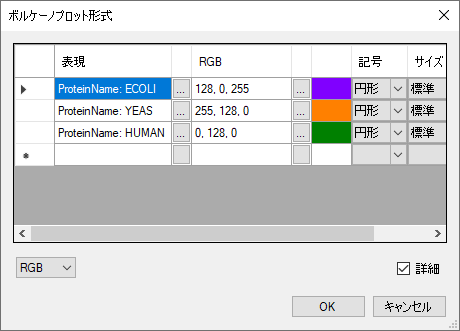 ボルケーノプロット形式
表現 RGB 記号 サイズ
ProteinName: ECOLI ... 128, 0, 255 ... 円形 標準
ProteinName: YEAS ... 255, 128, 0 ... 円形 標準
ProteinName: HUMAN ... 0, 128, 0 ... 円形 標準
... ...
RGB 詳細
OK キャンセル